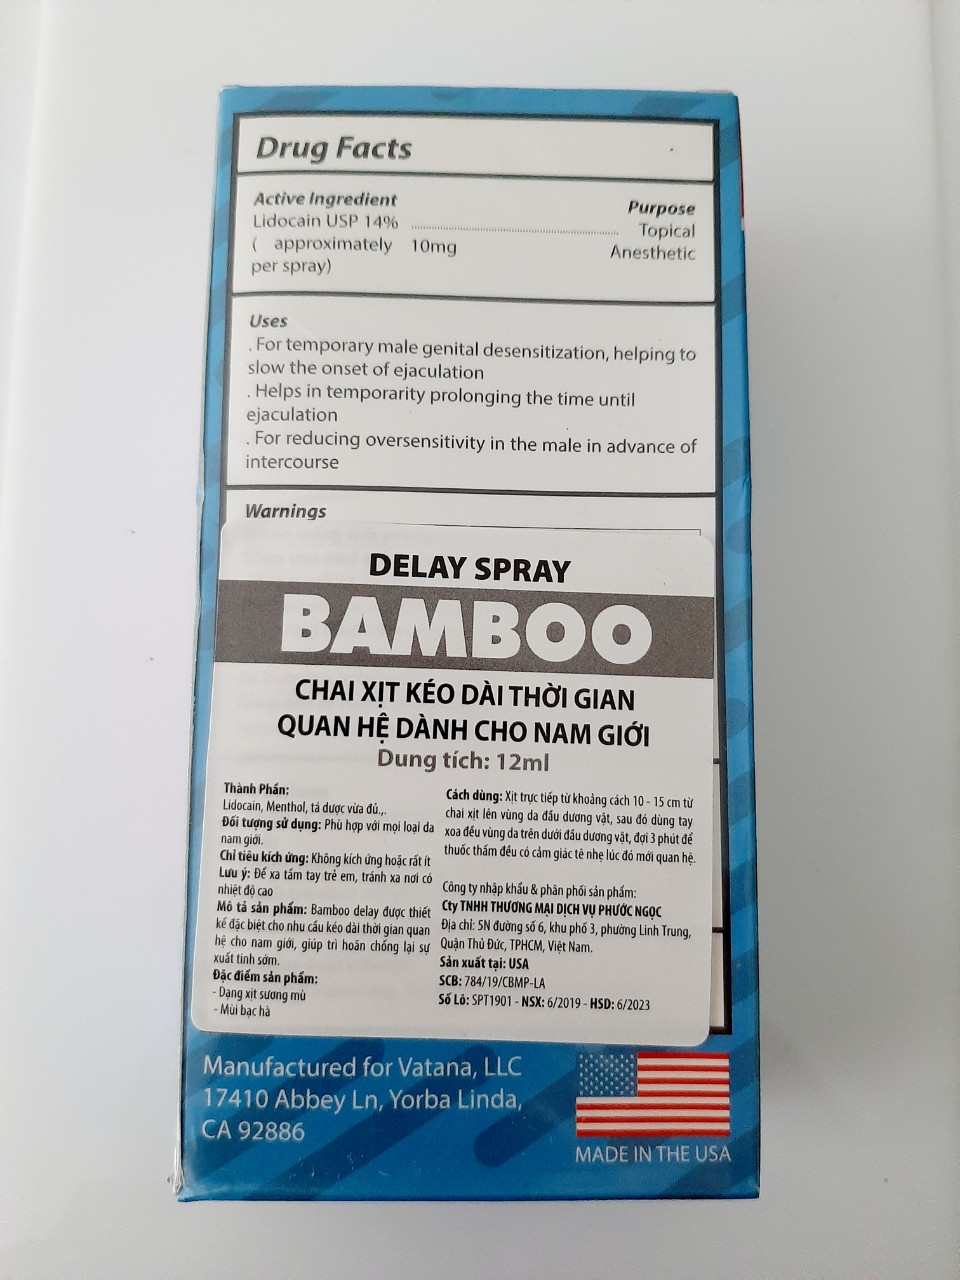 Drug Facts
Active Ingredient
Purpose
Lidocain USP 14% ........................ Topical
( approximately 10mg
Anesthetic
per spray)
Uses
. For temporary male genital desensitization, helping to
slow the onset of ejaculation
. Helps in temporarity prolonging the time until
ejaculation
. For reducing oversensitivity in the male in advance of
intercourse
Warnings
DELAY SPRAY
BAMBOO
CHAI XỊT KÉO DÀI THỜI GIAN
QUAN HỆ DÀNH CHO NAM GIỚI
Dung tích: 12ml
Thành Phần:
Lidocain, Menthol, tá dược vừa đủ.,.
Đối tượng sử dụng: Phù hợp với mọi loại da
nam giới.
Chỉ tiêu kích ứng: Không kích ứng hoặc rất ít
Lưu ý: Để xa tầm tay trẻ em, tránh xa nơi có
nhiệt độ cao
Mô tả sản phẩm: Bamboo delay được thiết
kế đặc biệt cho nhu cầu kéo dài thời gian quan
hệ cho nam giới, giúp trì hoãn chống lại sự
xuất tinh sớm.
Đặc điểm sản phẩm:
- Dạng xịt sương mù
- Mùi bạc hà
Cách dùng: Xịt trực tiếp từ khoảng cách 10 - 15 cm từ
chai xịt lên vùng da đầu dương vật, sau đó dùng tay
xoa đều vùng da trên dưới đầu dương vật, đợi 3 phút để
thuốc thấm đều có cảm giác tê nhẹ lúc đó mới quan hệ.
Công ty nhập khẩu & phân phối sản phẩm:
Cty TNHH THƯƠNG MẠI DỊCH VỤ PHƯỚC NGỌC
Địa chỉ: 5N đường số 6, khu phố 3, phường Linh Trung,
Quận Thủ Đức, TPHCM, Việt Nam.
Sản xuất tại: USA
SCB: 784/19/CBMP-LA
Số Lô: SPT1901 - NSX: 6/2019 - HSD: 6/2023
Manufactured for Vatana, LLC
17410 Abbey Ln, Yorba Linda,
CA 92886
MADE IN THE USA